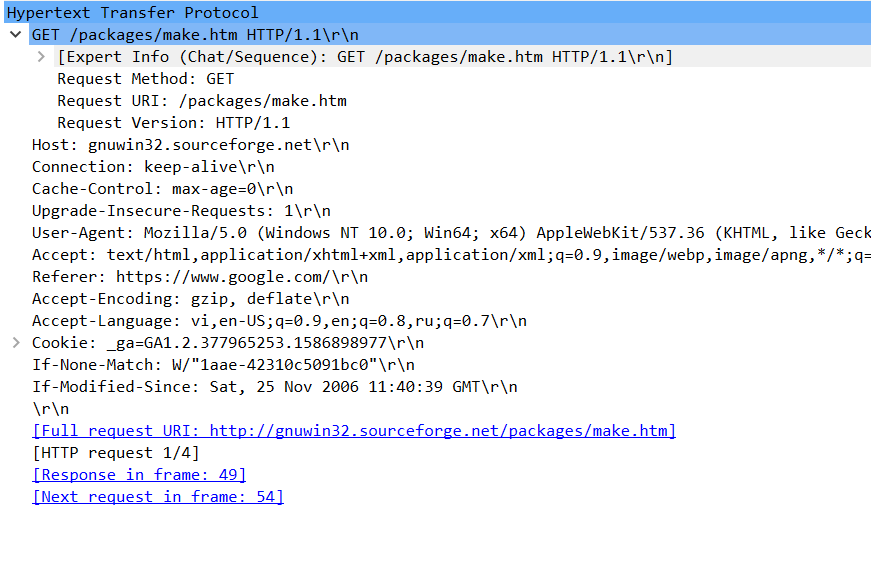 Hypertext Transfer Protocol
GET /packages/make.htm HTTP/1.1\r\n
[Expert Info (Chat/Sequence): GET /packages/make.htm HTTP/1.1\r\n]
Request Method: GET
Request URI: /packages/make.htm
Request Version: HTTP/1.1
Host: gnuwin32.sourceforge.net\r\n
Connection: keep-alive\r\n
Cache-Control: max-age=0\r\n
Upgrade-Insecure-Requests: 1\r\n
User-Agent: Mozilla/5.0 (Windows NT 10.0; Win64; x64) AppleWebKit/537.36 (KHTML, like Geck
Accept: text/html,application/xhtml+xml,application/xml;q=0.9,image/webp,image/apng,*/*;q=
Referer: https://www.google.com/\r\n
Accept-Encoding: gzip, deflate\r\n
Accept-Language: vi,en-US;q=0.9,en;q=0.8,ru;q=0.7\r\n
Cookie: _ga=GA1.2.377965253.1586898977\r\n
If-None-Match: W/"1aae-42310c5091bc0"\r\n
If-Modified-Since: Sat, 25 Nov 2006 11:40:39 GMT\r\n
\r\n
[Full request URI: http://gnuwin32.sourceforge.net/packages/make.htm]
[HTTP request 1/4]
[Response in frame: 49]
[Next request in frame: 54]